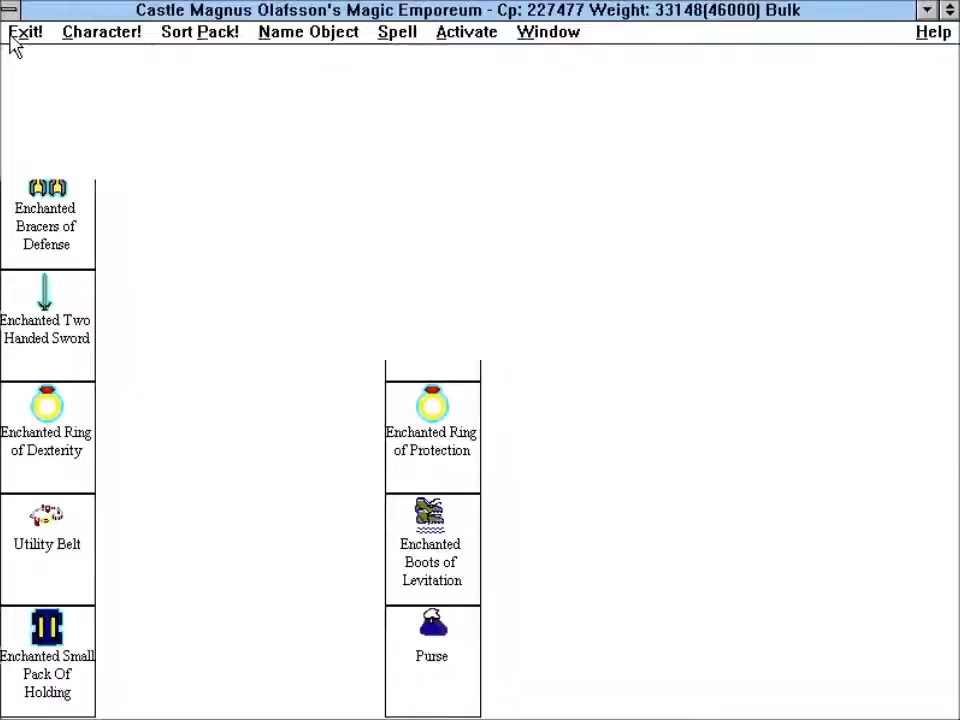 Castle Magnus Olafsson's Magic Emporeum - Cp: 227477 Weight: 33148(46000) Bulk
Exit! Character! Sort Pack! Name Object Spell Activate Window Help
Enchanted
Bracers of
Defense
Enchanted Two
Handed Sword
Enchanted Ring
of Dexterity
Utility Belt
Enchanted Small
Pack Of
Holding
Enchanted Ring
of Protection
Enchanted
Boots of
Levitation
Purse